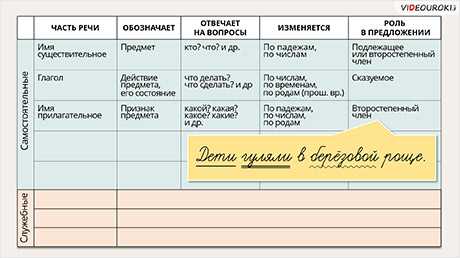 VIDEOUROKI
ЧАСТЬ РЕЧИ
ОБОЗНАЧАЕТ
ОТВЕЧАЕТ
НА ВОПРОСЫ
ИЗМЕНЯЕТСЯ
РОЛЬ
В ПРЕДЛОЖЕНИИ
Самостоятельные
Имя
существительное
Предмет
кто? что? и др.
По падежам,
по числам
Подлежащее
или второстепенный
член
Глагол
Действие
предмета,
его состояние
что делать?
что сделать? и др
По числам,
по временам,
по родам (прош. вр.)
Сказуемое
Имя
прилагательное
Признак
предмета
какой? какая?
какое? какие?
и др.
По падежам,
по числам,
по родам
Второстепенный
член
Дети гуляли в берёзовой роще.
Служебные